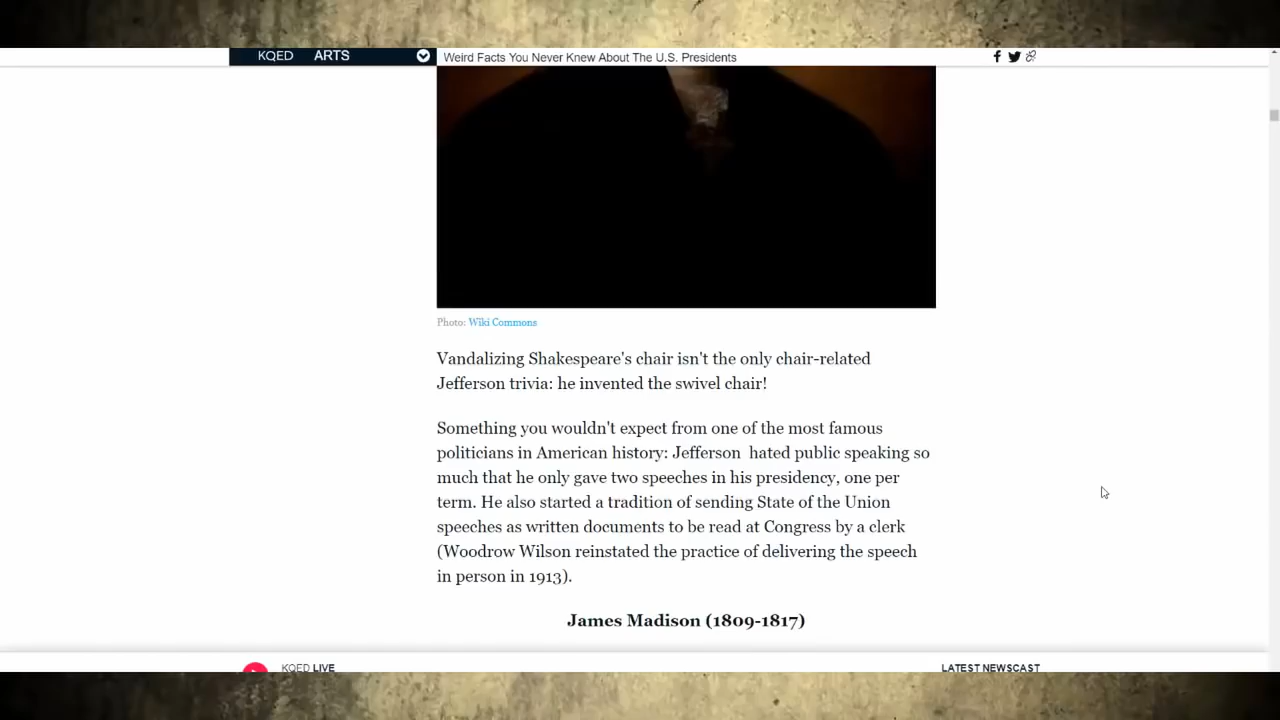 KQED ARTS Weird Facts You Never Knew About The U.S. Presidents
Photo: Wiki Commons
Vandalizing Shakespeare's chair isn't the only chair-related
Jefferson trivia: he invented the swivel chair!
Something you wouldn't expect from one of the most famous
politicians in American history: Jefferson hated public speaking so
much that he only gave two speeches in his presidency, one per
term. He also started a tradition of sending State of the Union
speeches as written documents to be read at Congress by a clerk
(Woodrow Wilson reinstated the practice of delivering the speech
in person in 1913).
James Madison (1809-1817)
KQED LIVE LATEST NEWSCAST